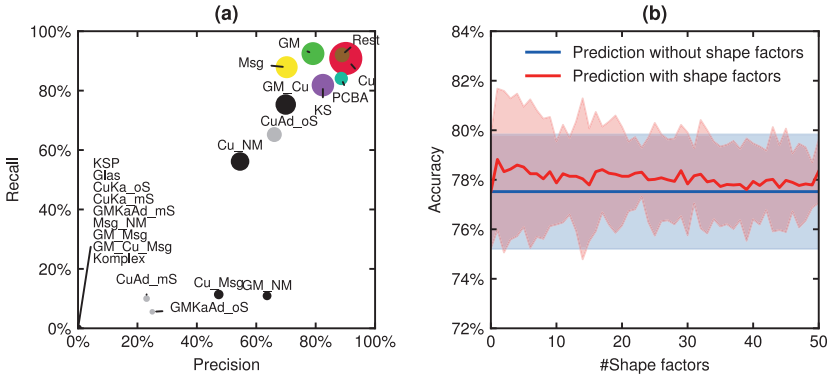 (a)
100%
80%
60%
40%
20%
0%
Recall
0%
20%
40%
60%
80%
100%
Precision
GM
Rest
Msg
Cu
GM_Cu
PCBA
KS
CuAd_oS
Cu_NM
KSP
Glas
CuKa_oS
CuKa_mS
GMKaAd_mS
Msg_NM
GM_Msg
GM_Cu_Msg
Komplex
CuAd_mS
Cu_Msg
GM_NM
GMKaAd_oS
(b)
84%
82%
80%
78%
76%
74%
72%
Accuracy
Prediction without shape factors
Prediction with shape factors
0
10
20
30
40
50
#Shape factors